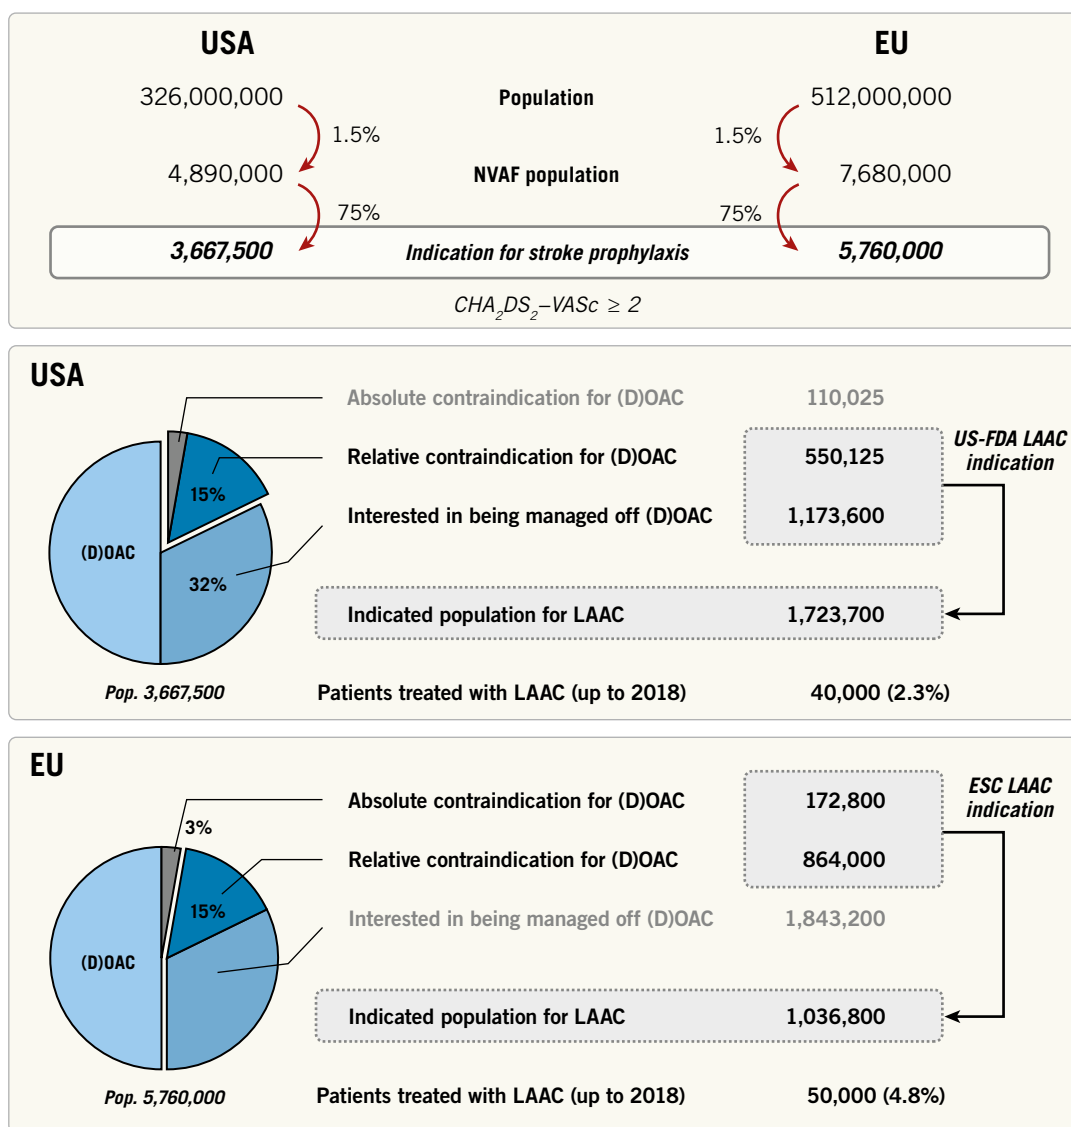 USA EU
326,000,000 Population 512,000,000
1.5% 1.5%
4,890,000 NVAF population 7,680,000
75% 75%
3,667,500 Indication for stroke prophylaxis 5,760,000
CHA₂DS₂–VASc ≥ 2
USA
Absolute contraindication for (D)OAC 110,025
US-FDA LAAC
indication
Relative contraindication for (D)OAC 550,125
15%
Interested in being managed off (D)OAC 1,173,600
(D)OAC
32%
Indicated population for LAAC 1,723,700
Pop. 3,667,500
Patients treated with LAAC (up to 2018) 40,000 (2.3%)
EU
Absolute contraindication for (D)OAC 172,800
ESC LAAC
indication
3%
Relative contraindication for (D)OAC 864,000
15%
Interested in being managed off (D)OAC 1,843,200
(D)OAC
Indicated population for LAAC 1,036,800
Pop. 5,760,000
Patients treated with LAAC (up to 2018) 50,000 (4.8%)